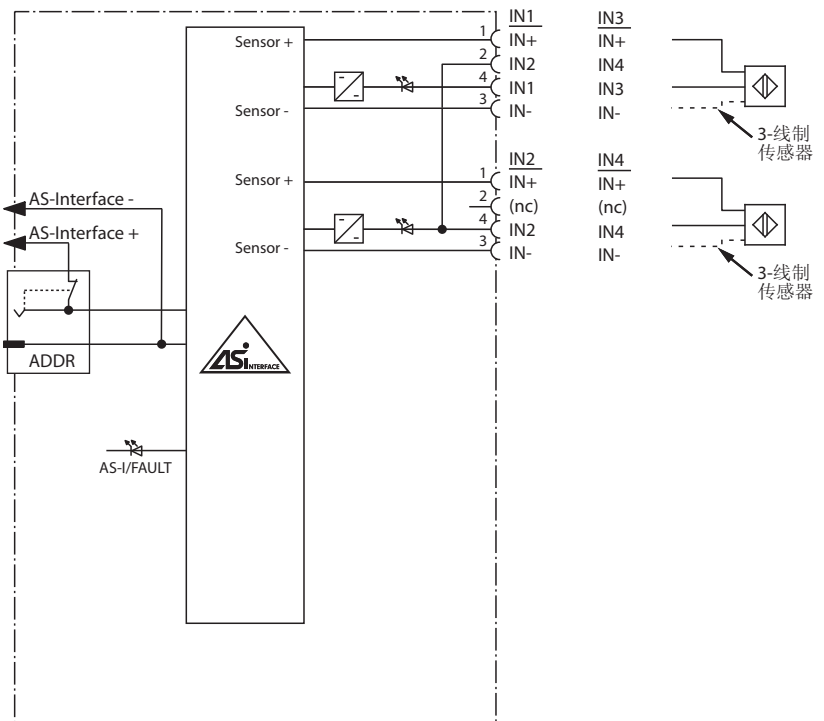 IN1 IN3
Sensor + 1 IN+ IN+
2 IN2 IN4
4 IN1 IN3
Sensor - 3 IN- IN-
3-线制
传感器
IN2 IN4
Sensor + 1 IN+ IN+
2 (nc) (nc)
4 IN2 IN4
Sensor - 3 IN- IN-
3-线制
传感器
AS-Interface -
AS-Interface +
ADDR
ASi INTERFACE
AS-I/FAULT